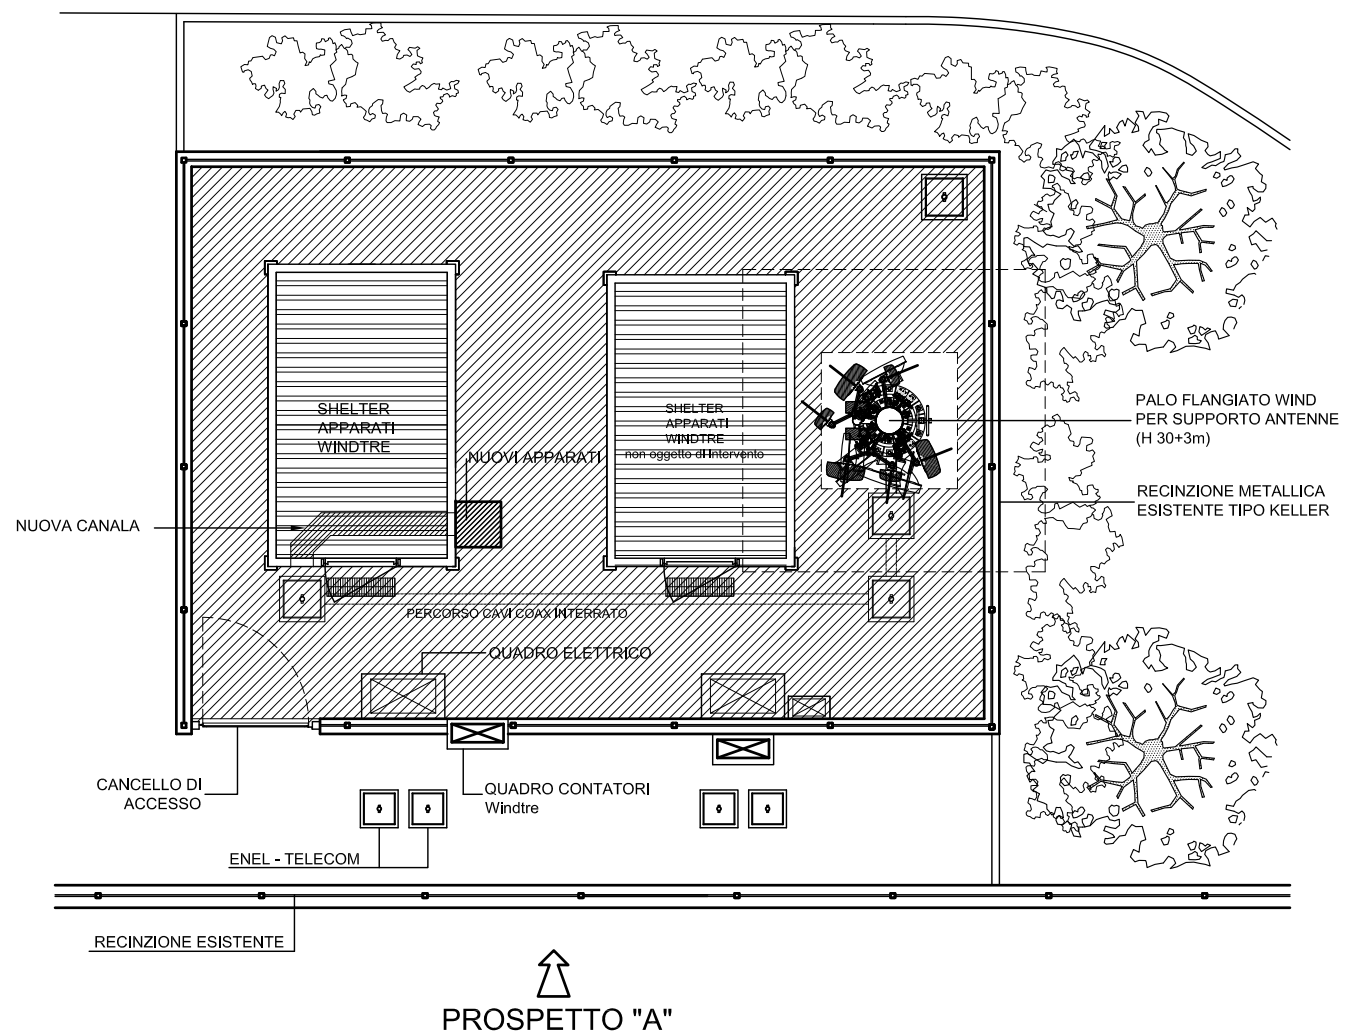 SHELTER
APPARATI
WINDTRE
SHELTER
APPARATI
WINDTRE
non oggetto di intervento
PALO FLANGIATO WIND
PER SUPPORTO ANTENNE
(H 30+3m)
NUOVI APPARATI
RECINZIONE METALLICA
ESISTENTE TIPO KELLER
NUOVA CANALA
PERCORSO CAVI COAX INTERRATO
QUADRO ELETTRICO
CANCELLO DI
ACCESSO
QUADRO CONTATORI
Windtre
ENEL - TELECOM
RECINZIONE ESISTENTE
PROSPETTO "A"